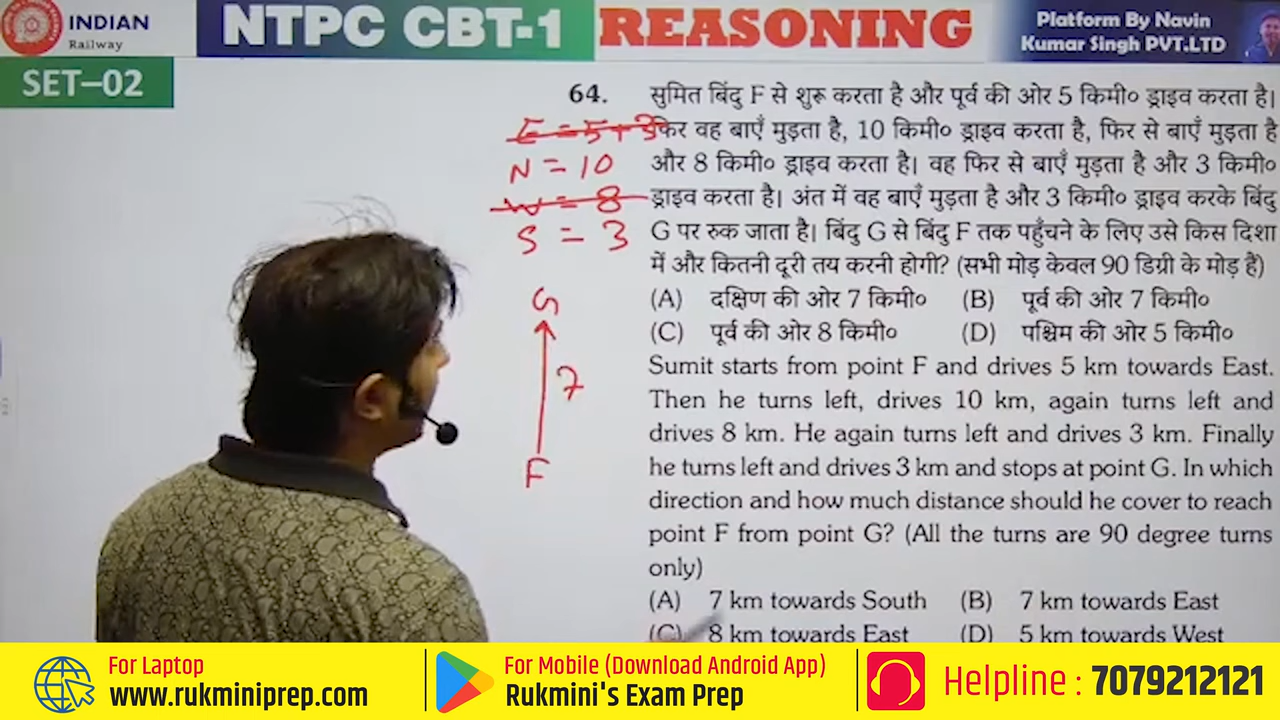 INDIAN
Railway
NTPC CBT-1
REASONING
Platform By Navin
Kumar Singh PVT.LTD
SET–02
64. सुमित बिंदु F से शुरू करता है और पूर्व की ओर 5 किमी० ड्राइव करता है।
फिर वह बाएँ मुड़ता है, 10 किमी० ड्राइव करता है, फिर से बाएँ मुड़ता है
और 8 किमी० ड्राइव करता है। वह फिर से बाएँ मुड़ता है और 3 किमी०
ड्राइव करता है। अंत में वह बाएँ मुड़ता है और 3 किमी० ड्राइव करके बिंदु
G पर रुक जाता है। बिंदु G से बिंदु F तक पहुँचने के लिए उसे किस दिशा
में और कितनी दूरी तय करनी होगी? (सभी मोड़ केवल 90 डिग्री के मोड़ हैं)
(A) दक्षिण की ओर 7 किमी० (B) पूर्व की ओर 7 किमी०
(C) पूर्व की ओर 8 किमी० (D) पश्चिम की ओर 5 किमी०
Sumit starts from point F and drives 5 km towards East.
Then he turns left, drives 10 km, again turns left and
drives 8 km. He again turns left and drives 3 km. Finally
he turns left and drives 3 km and stops at point G. In which
direction and how much distance should he cover to reach
point F from point G? (All the turns are 90 degree turns
only)
(A) 7 km towards South (B) 7 km towards East
(C) 8 km towards East (D) 5 km towards West
E = 5 + 3
N = 10
W = 8
S = 3
G
7
F
For Laptop
www.rukminiprep.com
For Mobile (Download Android App)
Rukmini's Exam Prep
Helpline : 7079212121